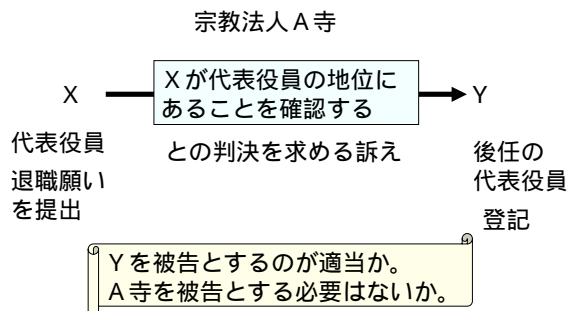 宗教法人Ａ寺
Ｘ
Ｘが代表役員の地位に
あることを確認する
Ｙ
代表役員
退職願い
を提出
との判決を求める訴え
後任の
代表役員
登記
Ｙを被告とするのが適当か。
Ａ寺を被告とする必要はないか。